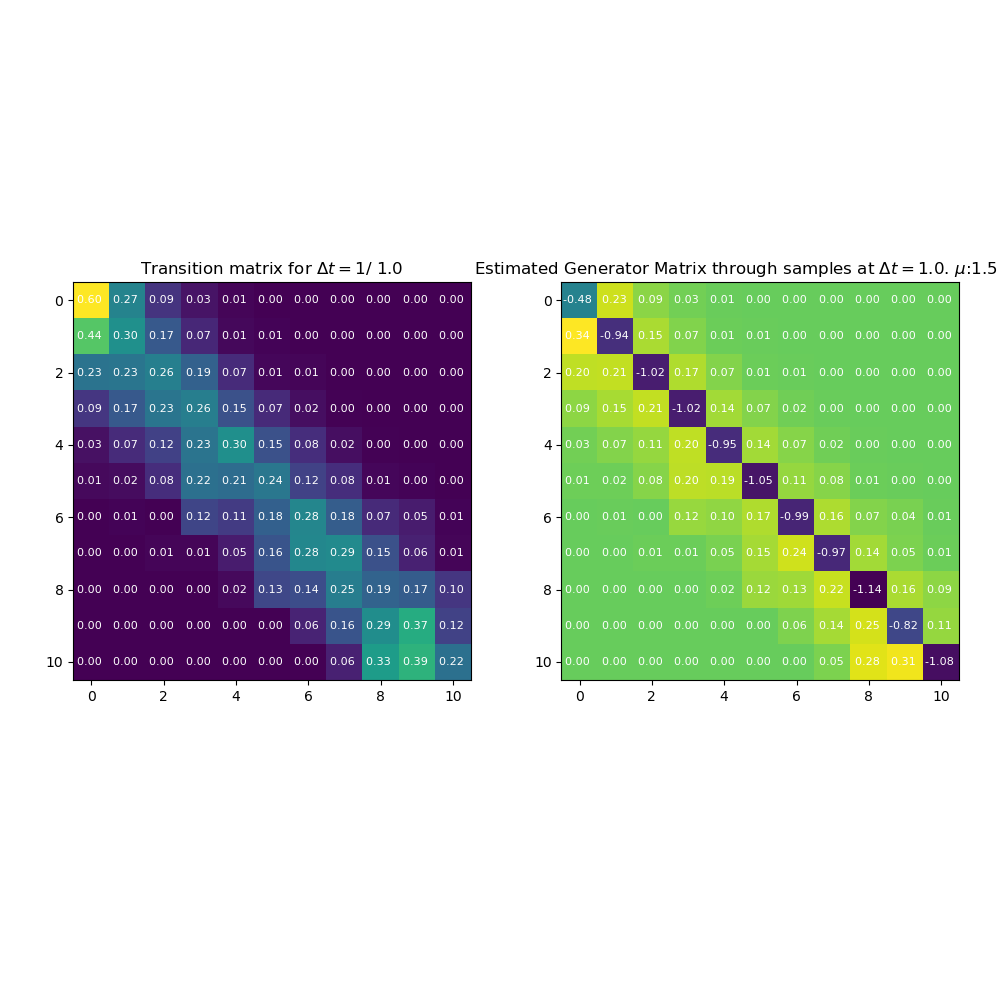 Transition matrix for Δt = 1/ 1.0
0 0.60 0.27 0.09 0.03 0.01 0.00 0.00 0.00 0.00 0.00 0.00
0.44 0.30 0.17 0.07 0.01 0.01 0.00 0.00 0.00 0.00 0.00
2 0.23 0.23 0.26 0.19 0.07 0.01 0.01 0.00 0.00 0.00 0.00
0.09 0.17 0.23 0.26 0.15 0.07 0.02 0.00 0.00 0.00 0.00
4 0.03 0.07 0.12 0.23 0.30 0.15 0.08 0.02 0.00 0.00 0.00
0.01 0.02 0.08 0.22 0.21 0.24 0.12 0.08 0.01 0.00 0.00
6 0.00 0.01 0.00 0.12 0.11 0.18 0.28 0.18 0.07 0.05 0.01
0.00 0.00 0.01 0.01 0.05 0.16 0.28 0.29 0.15 0.06 0.01
8 0.00 0.00 0.00 0.00 0.02 0.13 0.14 0.25 0.19 0.17 0.10
0.00 0.00 0.00 0.00 0.00 0.00 0.06 0.16 0.29 0.37 0.12
10 0.00 0.00 0.00 0.00 0.00 0.00 0.00 0.06 0.33 0.39 0.22
0 2 4 6 8 10
Estimated Generator Matrix through samples at Δt = 1.0. μ:1.5
0 -0.48 0.23 0.09 0.03 0.01 0.00 0.00 0.00 0.00 0.00 0.00
0.34 -0.94 0.15 0.07 0.01 0.01 0.00 0.00 0.00 0.00 0.00
2 0.20 0.21 -1.02 0.17 0.07 0.01 0.01 0.00 0.00 0.00 0.00
0.09 0.15 0.21 -1.02 0.14 0.07 0.02 0.00 0.00 0.00 0.00
4 0.03 0.07 0.11 0.20 -0.95 0.14 0.07 0.02 0.00 0.00 0.00
0.01 0.02 0.08 0.20 0.19 -1.05 0.11 0.08 0.01 0.00 0.00
6 0.00 0.01 0.00 0.12 0.10 0.17 -0.99 0.16 0.07 0.04 0.01
0.00 0.00 0.01 0.01 0.05 0.15 0.24 -0.97 0.14 0.05 0.01
8 0.00 0.00 0.00 0.00 0.02 0.12 0.13 0.22 -1.14 0.16 0.09
0.00 0.00 0.00 0.00 0.00 0.00 0.06 0.14 0.25 -0.82 0.11
10 0.00 0.00 0.00 0.00 0.00 0.00 0.00 0.05 0.28 0.31 -1.08
0 2 4 6 8 10